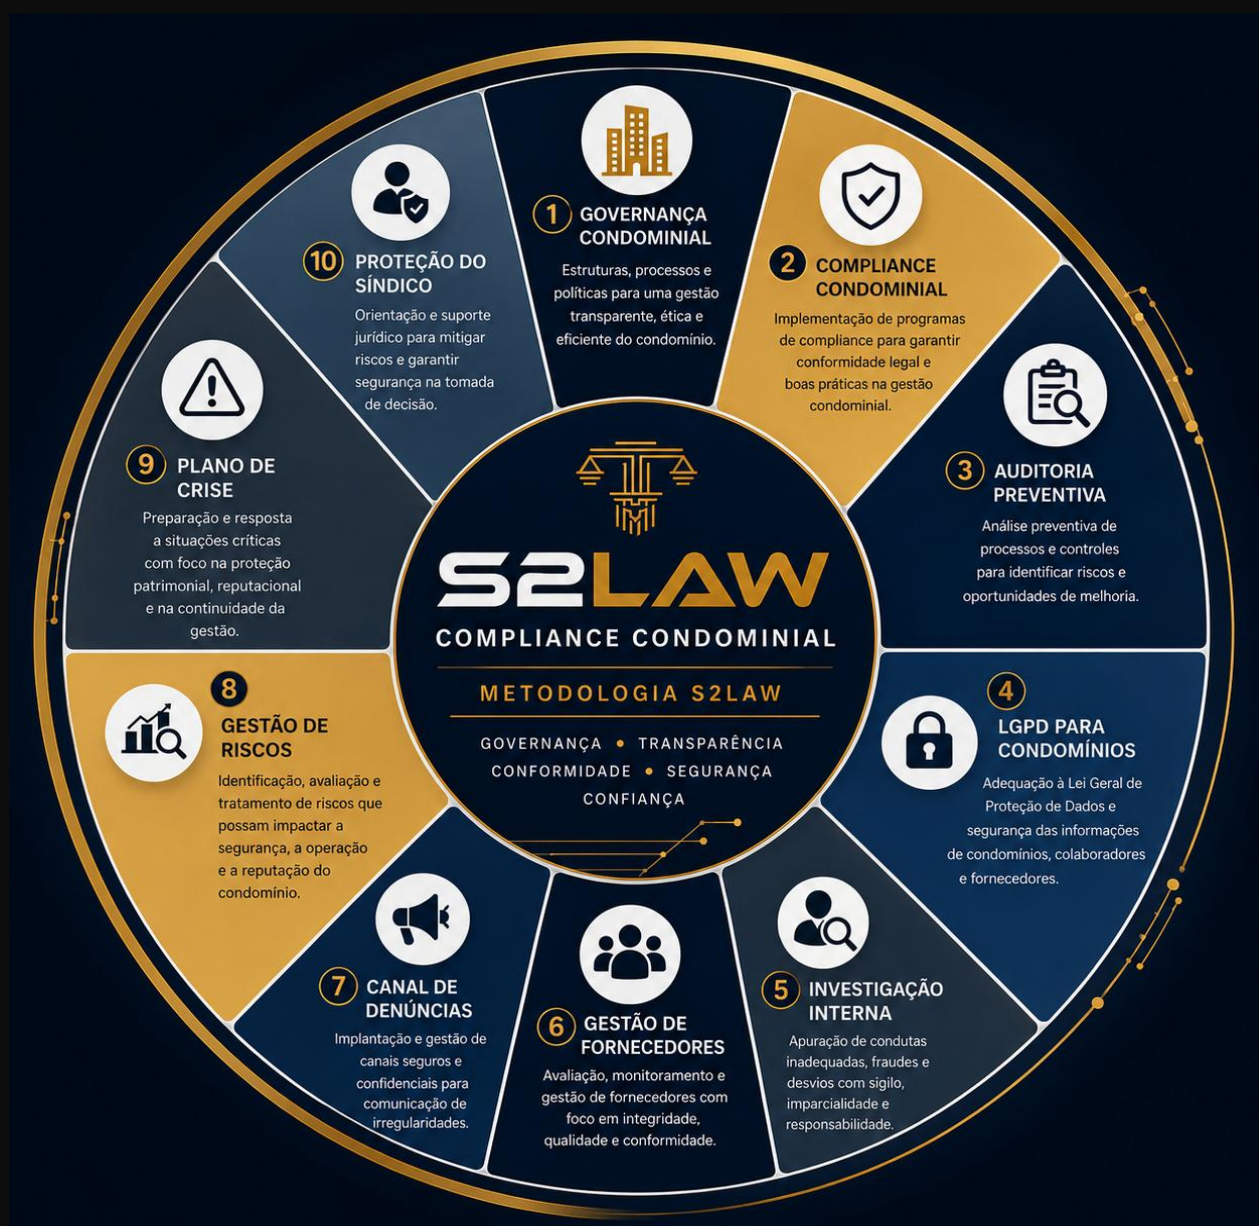 1
GOVERNANÇA
CONDOMINIAL
Estruturas, processos e
políticas para uma gestão
transparente, ética e
eficiente do condomínio.
2
COMPLIANCE
CONDOMINIAL
Implementação de programas
de compliance para garantir
conformidade legal e
boas práticas na gestão
condominial.
3
AUDITORIA
PREVENTIVA
Análise preventiva de
processos e controles
para identificar riscos e
oportunidades de melhoria.
4
LGPD PARA
CONDOMÍNIOS
Adequação à Lei Geral de
Proteção de Dados e
segurança das informações
de condomínios, colaboradores
e fornecedores.
5
INVESTIGAÇÃO
INTERNA
Apuração de condutas
inadequadas, fraudes e
desvios com sigilo,
imparcialidade e
responsabilidade.
6
GESTÃO DE
FORNECEDORES
Avaliação, monitoramento e
gestão de fornecedores com
foco em integridade,
qualidade e conformidade.
7
CANAL DE
DENÚNCIAS
Implantação e gestão de
canais seguros e
confidenciais para
comunicação de
irregularidades.
8
GESTÃO DE
RISCOS
Identificação, avaliação e
tratamento de riscos que
possam impactar a
segurança, a operação
e a reputação do
condomínio.
9
PLANO DE
CRISE
Preparação e resposta
a situações críticas
com foco na proteção
patrimonial, reputacional
e na continuidade da
gestão.
10
PROTEÇÃO DO
SÍNDICO
Orientação e suporte
jurídico para mitigar
riscos e garantir
segurança na tomada
de decisão.
S2LAW
COMPLIANCE CONDOMINIAL
METODOLOGIA S2LAW
GOVERNANÇA • TRANSPARÊNCIA
CONFORMIDADE • SEGURANÇA
CONFIANÇA